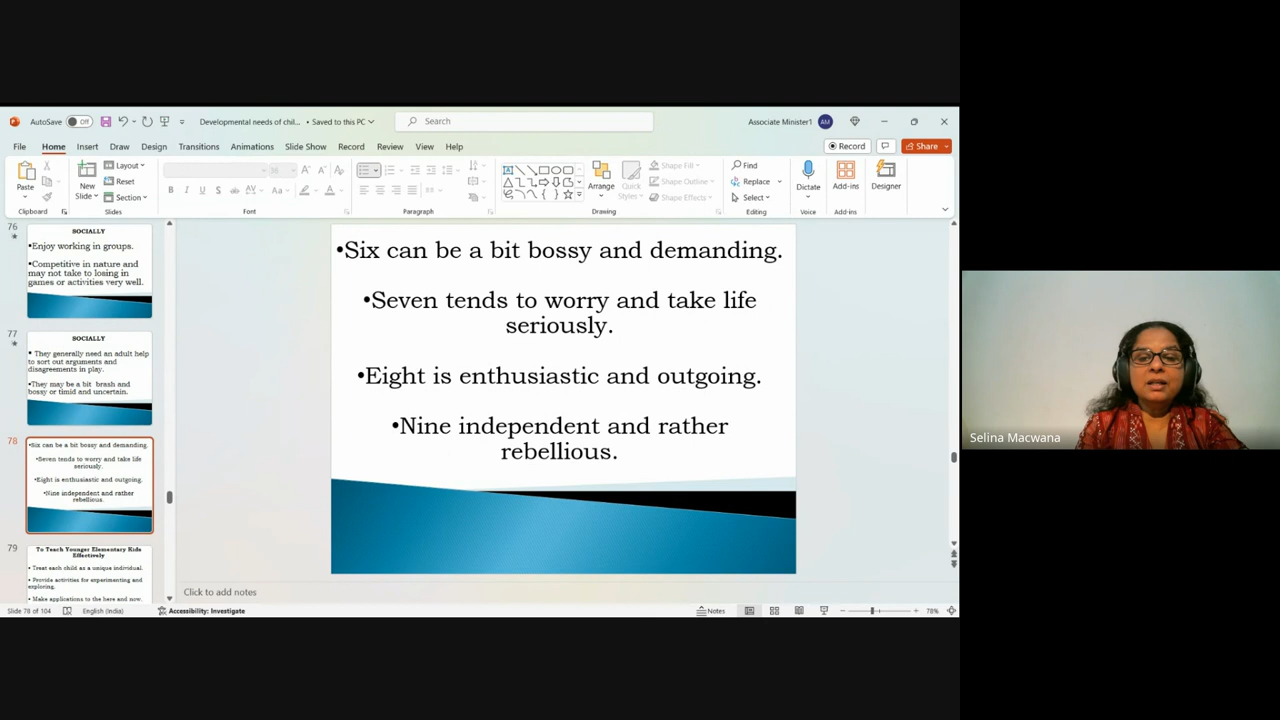 AutoSave Off Developmental needs of chil... • Saved to this PC Search Associate Minister1 AM
File Home Insert Draw Design Transitions Animations Slide Show Record Review View Help Record Share
Paste
Clipboard
New
Slide
Layout
Reset
Section
Slides
B I U S ab AV Aa A
Font
Paragraph
Arrange
Quick
Styles
Shape Fill
Shape Outline
Shape Effects
Drawing
Find
Replace
Select
Editing
Dictate
Voice
Add-ins
Add-ins
Designer
76
SOCIALLY
•Enjoy working in groups.
•Competitive in nature and
may not take to losing in
games or activities very well.
77
SOCIALLY
• They generally need an adult help
to sort out arguments and
disagreements in play.
•They may be a bit brash and
bossy or timid and uncertain.
78
•Six can be a bit bossy and demanding.
•Seven tends to worry and take life
seriously.
•Eight is enthusiastic and outgoing.
•Nine independent and rather
rebellious.
79
To Teach Younger Elementary Kids
Effectively
• Treat each child as a unique individual.
• Provide activities for experimenting and
exploring.
• Make applications to the here and now.
•Six can be a bit bossy and demanding.
•Seven tends to worry and take life
seriously.
•Eight is enthusiastic and outgoing.
•Nine independent and rather
rebellious.
Click to add notes
Slide 78 of 104 English (India) Accessibility: Investigate Notes 78%
Selina Macwana